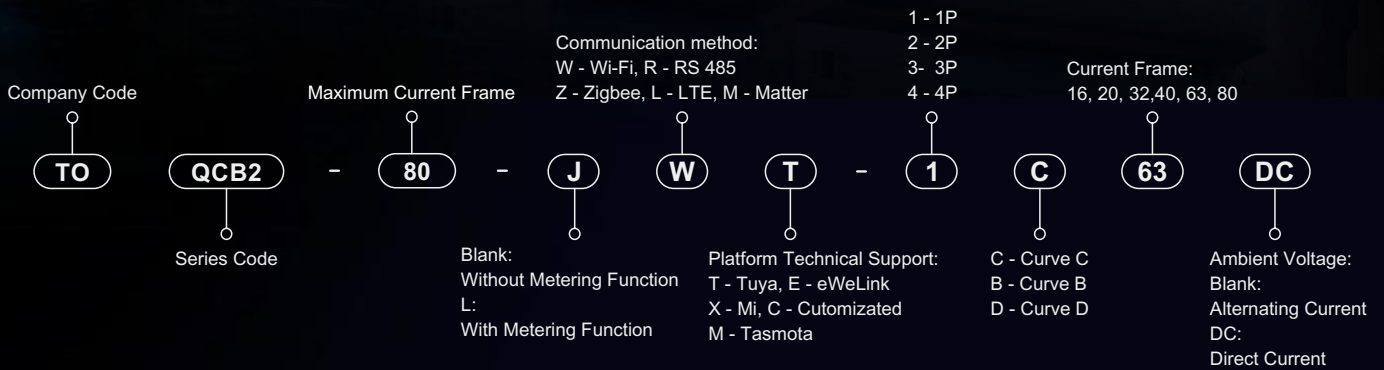 1 - 1P
2 - 2P
3- 3P
4 - 4P
Communication method:
W - Wi-Fi, R - RS 485
Z - Zigbee, L - LTE, M - Matter
Current Frame:
16, 20, 32,40, 63, 80
Company Code
Maximum Current Frame
TO QCB2 - 80 - J W T - 1 C 63 DC
Series Code
Blank:
Without Metering Function
L:
With Metering Function
Platform Technical Support:
T - Tuya, E - eWeLink
X - Mi, C - Cutomizated
M - Tasmota
C - Curve C
B - Curve B
D - Curve D
Ambient Voltage:
Blank:
Alternating Current
DC:
Direct Current